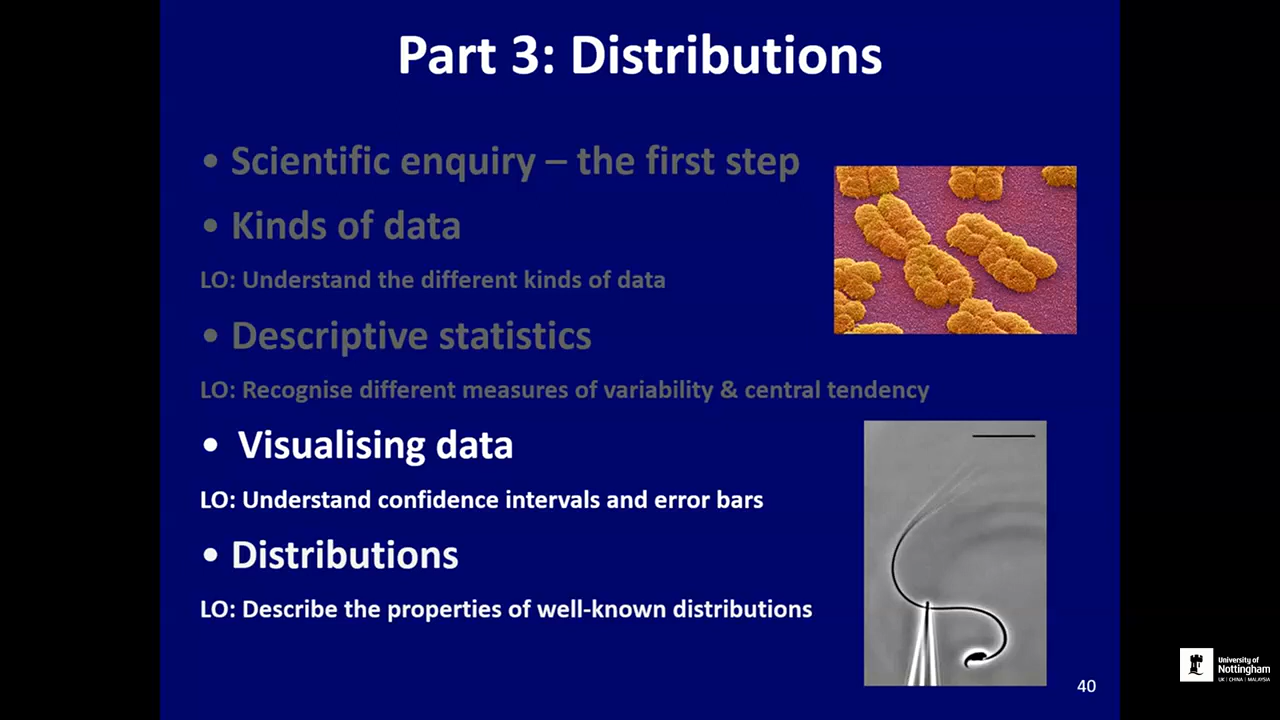 Part 3: Distributions
• Scientific enquiry – the first step
• Kinds of data
LO: Understand the different kinds of data
• Descriptive statistics
LO: Recognise different measures of variability & central tendency
• Visualising data
LO: Understand confidence intervals and error bars
• Distributions
LO: Describe the properties of well-known distributions
40
University of
Nottingham
UK | CHINA | MALAYSIA